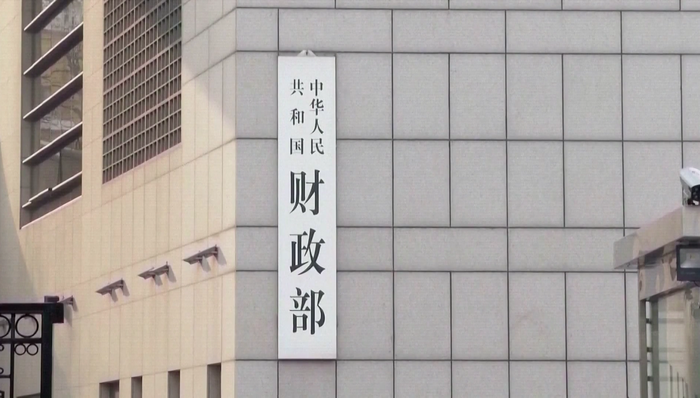 中华人民
共和国
财政部